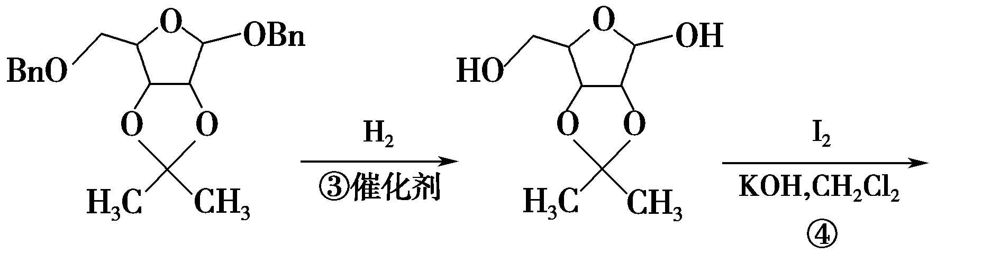 O
OBn
BnO
O
O
H₃C
CH₃
H₂
③催化剂
O
OH
HO
O
O
H₃C
CH₃
I₂
KOH,CH₂Cl₂
④